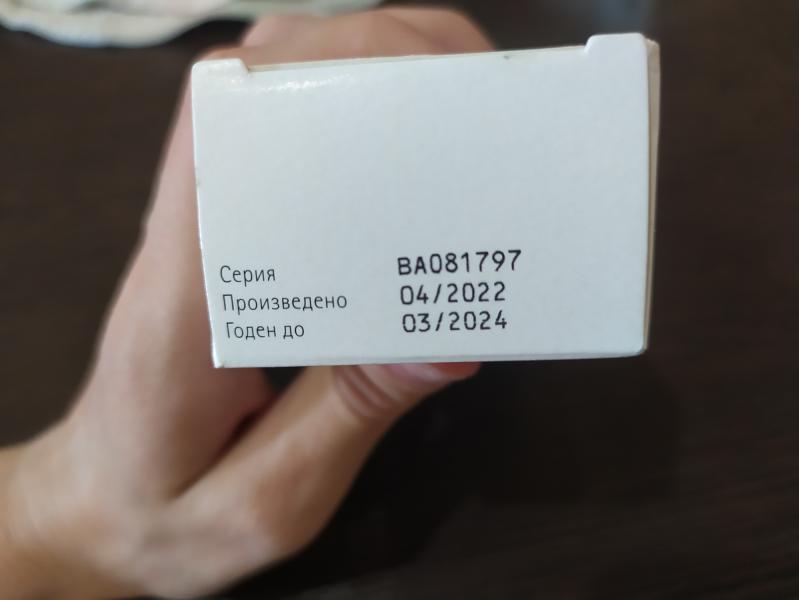 Серия BA081797
Произведено 04/2022
Годен до 03/2024